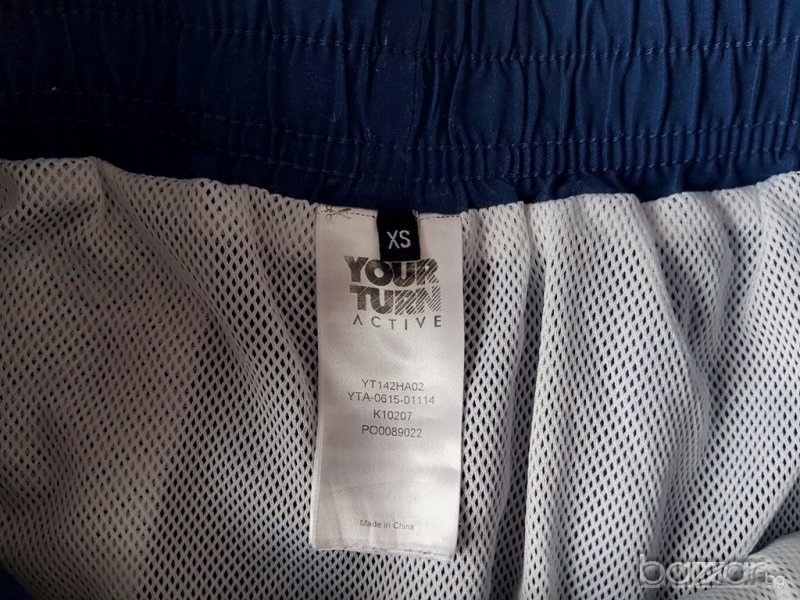 XS
YOUR
TURN
ACTIVE
YT142HA02
YTA-0615-01114
K10207
PO0089022
Made in China
bazar.bg